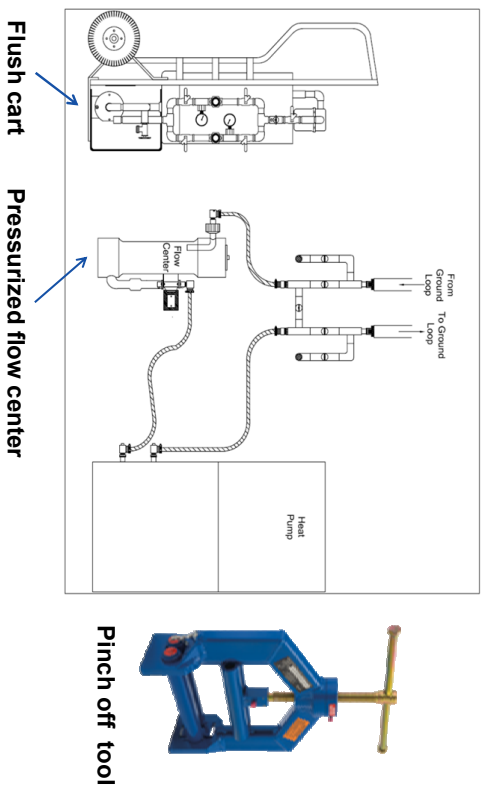 Flush cart
Pressurized flow center
Flow
Center
From
Ground
Loop
To Ground
Loop
Heat
Pump
Pinch off  tool